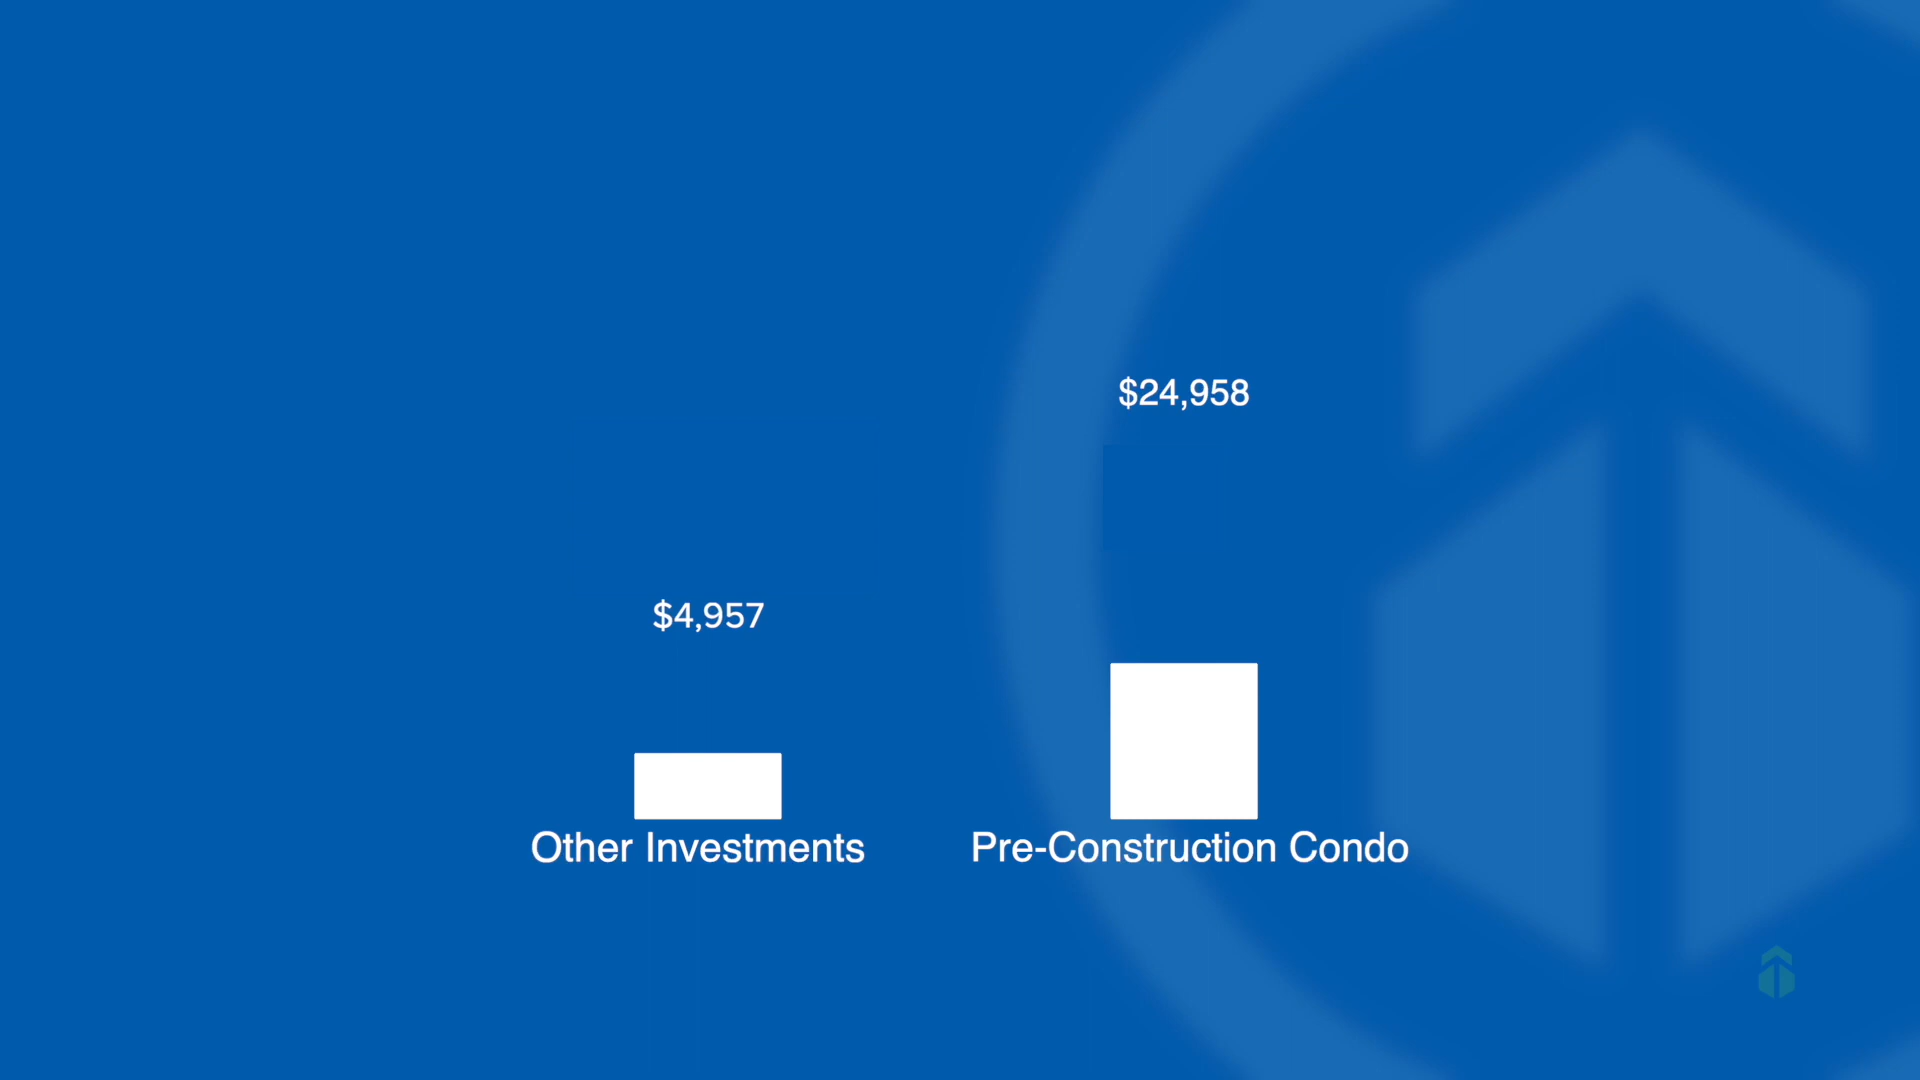 $24,958
$4,957
Other Investments
Pre-Construction Condo